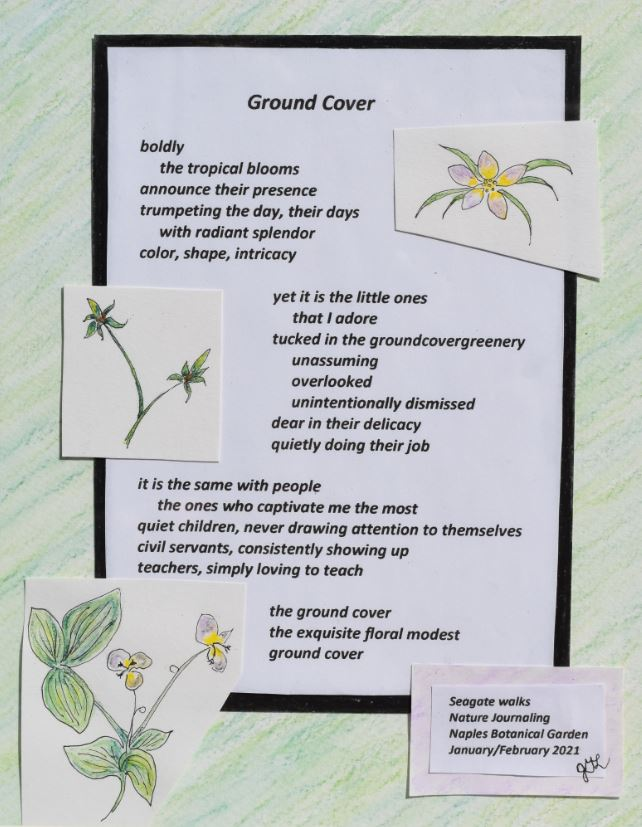 Ground Cover
boldly
the tropical blooms
announce their presence
trumpeting the day, their days
with radiant splendor
color, shape, intricacy
yet it is the little ones
that I adore
tucked in the groundcovergreenery
unassuming
overlooked
unintentionally dismissed
dear in their delicacy
quietly doing their job
it is the same with people
the ones who captivate me the most
quiet children, never drawing attention to themselves
civil servants, consistently showing up
teachers, simply loving to teach
the ground cover
the exquisite floral modest
ground cover
Seagate walks
Nature Journaling
Naples Botanical Garden
January/February 2021